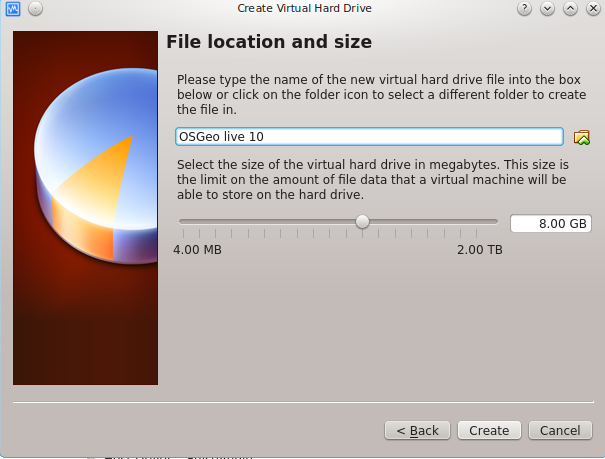 Create Virtual Hard Drive
File location and size
Please type the name of the new virtual hard drive file into the box
below or click on the folder icon to select a different folder to create
the file in.
OSGeo live 10
Select the size of the virtual hard drive in megabytes. This size is
the limit on the amount of file data that a virtual machine will be
able to store on the hard drive.
8.00 GB
4.00 MB 2.00 TB
< Back Create Cancel